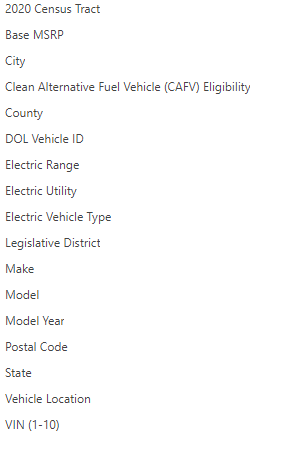 2020 Census Tract
Base MSRP
City
Clean Alternative Fuel Vehicle (CAFV) Eligibility
County
DOL Vehicle ID
Electric Range
Electric Utility
Electric Vehicle Type
Legislative District
Make
Model
Model Year
Postal Code
State
Vehicle Location
VIN (1-10)